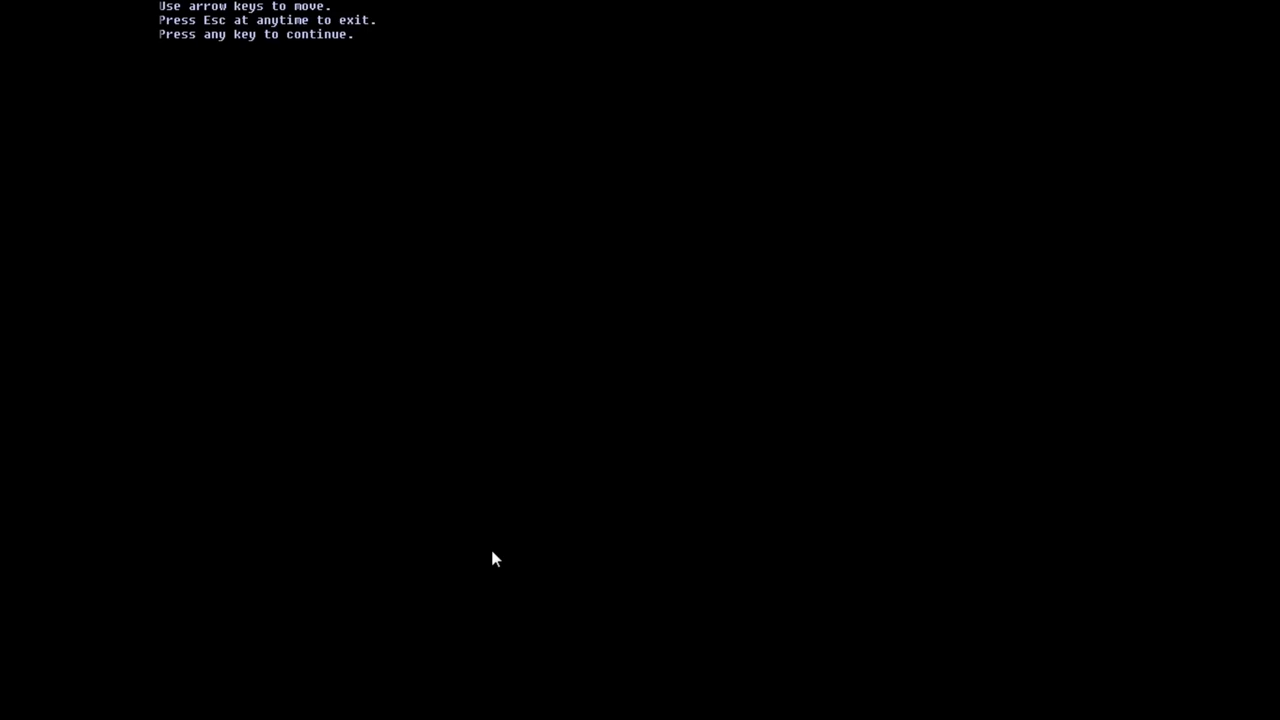 Use arrow keys to move.
Press Esc at anytime to exit.
Press any key to continue.